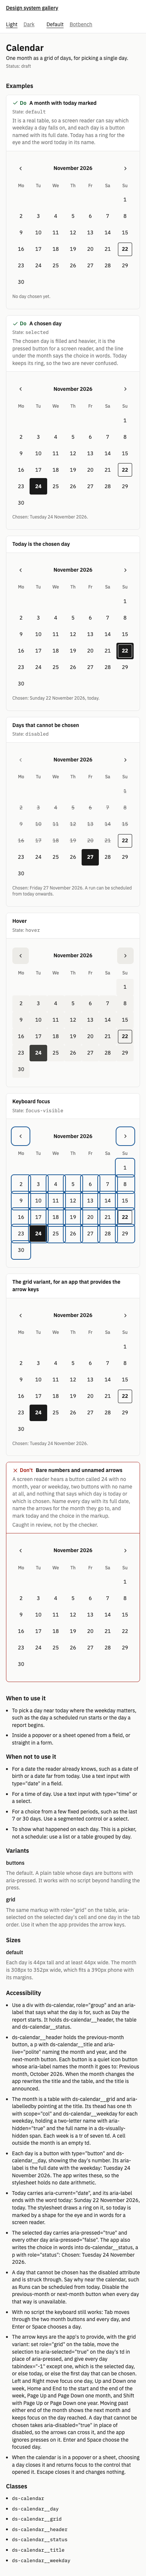 Design system gallery
Light Dark Default Botbench
Calendar
One month as a grid of days, for picking a single day.
Status: draft
Examples
Do A month with today marked
State: default
It is a real table, so a screen reader can say which
weekday a day falls on, and each day is a button
named with its full date. Today has a ring for the
eye and the word today in its name.
November 2026
Mo Tu We Th Fr Sa Su
1
2 3 4 5 6 7 8
9 10 11 12 13 14 15
16 17 18 19 20 21 22
23 24 25 26 27 28 29
30
No day chosen yet.
Do A chosen day
State: selected
The chosen day is filled and heavier, it is the
pressed button for a screen reader, and the line
under the month says the choice in words. Today
keeps its ring, so the two are never confused.
November 2026
Mo Tu We Th Fr Sa Su
1
2 3 4 5 6 7 8
9 10 11 12 13 14 15
16 17 18 19 20 21 22
23 24 25 26 27 28 29
30
Chosen: Tuesday 24 November 2026.
Today is the chosen day
November 2026
Mo Tu We Th Fr Sa Su
1
2 3 4 5 6 7 8
9 10 11 12 13 14 15
16 17 18 19 20 21 22
23 24 25 26 27 28 29
30
Chosen: Sunday 22 November 2026, today.
Days that cannot be chosen
State: disabled
November 2026
Mo Tu We Th Fr Sa Su
1
2 3 4 5 6 7 8
9 10 11 12 13 14 15
16 17 18 19 20 21 22
23 24 25 26 27 28 29
30
Chosen: Friday 27 November 2026. A run can be scheduled
from today onwards.
Hover
State: hover
November 2026
Mo Tu We Th Fr Sa Su
1
2 3 4 5 6 7 8
9 10 11 12 13 14 15
16 17 18 19 20 21 22
23 24 25 26 27 28 29
30
Keyboard focus
State: focus-visible
November 2026
Mo Tu We Th Fr Sa Su
1
2 3 4 5 6 7 8
9 10 11 12 13 14 15
16 17 18 19 20 21 22
23 24 25 26 27 28 29
30
The grid variant, for an app that provides the
arrow keys
November 2026
Mo Tu We Th Fr Sa Su
1
2 3 4 5 6 7 8
9 10 11 12 13 14 15
16 17 18 19 20 21 22
23 24 25 26 27 28 29
30
Chosen: Tuesday 24 November 2026.
Don't Bare numbers and unnamed arrows
A screen reader hears a button called 24 with no
month, year or weekday, two buttons with no name
at all, and nothing that says which day is today or
which is chosen. Name every day with its full date,
name the arrows for the month they go to, and
mark today and the choice in the markup.
Caught in review, not by the checker.
November 2026
Mo Tu We Th Fr Sa Su
1
2 3 4 5 6 7 8
9 10 11 12 13 14 15
16 17 18 19 20 21 22
23 24 25 26 27 28 29
30
When to use it
To pick a day near today where the weekday matters,
such as the day a scheduled run starts or the day a
report begins.
Inside a popover or a sheet opened from a field, or
straight in a form.
When not to use it
For a date the reader already knows, such as a date of
birth or a date far from today. Use a text input with
type="date" in a field.
For a time of day. Use a text input with type="time" or
a select.
For a choice from a few fixed periods, such as the last
7 or 30 days. Use a segmented control or a select.
To show what happened on each day. This is a picker,
not a schedule: use a list or a table grouped by day.
Variants
buttons
The default. A plain table whose days are buttons with
aria-pressed. It works with no script beyond handling the
press.
grid
The same markup with role="grid" on the table, aria-
selected on the chosen day's cell and one day in the tab
order. Use it when the app provides the arrow keys.
Sizes
default
Each day is 44px tall and at least 44px wide. The month
is 308px to 352px wide, which fits a 390px phone with
its margins.
Accessibility
Use a div with ds-calendar, role="group" and an aria-
label that says what the day is for, such as Day the
report starts. It holds ds-calendar__header, the table
and ds-calendar__status.
ds-calendar__header holds the previous-month
button, a p with ds-calendar__title and aria-
live="polite" naming the month and year, and the
next-month button. Each button is a quiet icon button
whose aria-label names the month it goes to: Previous
month, October 2026. When the month changes the
app rewrites the title and the table, and the title is
announced.
The month is a table with ds-calendar__grid and aria-
labelledby pointing at the title. Its thead has one th
with scope="col" and ds-calendar__weekday for each
weekday, holding a two-letter name with aria-
hidden="true" and the full name in a ds-visually-
hidden span. Each week is a tr of seven td. A cell
outside the month is an empty td.
Each day is a button with type="button" and ds-
calendar__day, showing the day's number. Its aria-
label is the full date with the weekday: Tuesday 24
November 2026. The app writes these, so the
stylesheet holds no date arithmetic.
Today carries aria-current="date", and its aria-label
ends with the word today: Sunday 22 November 2026,
today. The stylesheet draws a ring on it, so today is
marked by a shape for the eye and by words for a
screen reader.
The selected day carries aria-pressed="true" and
every other day aria-pressed="false". The app also
writes the choice in words into ds-calendar__status, a
p with role="status": Chosen: Tuesday 24 November
2026.
A day that cannot be chosen has the disabled attribute
and is struck through. Say why near the calendar, such
as Runs can be scheduled from today. Disable the
previous-month or next-month button when every day
that way is unavailable.
With no script the keyboard still works: Tab moves
through the two month buttons and every day, and
Enter or Space chooses a day.
The arrow keys are the app's to provide, with the grid
variant: set role="grid" on the table, move the
selection to aria-selected="true" on the day's td in
place of aria-pressed, and give every day
tabindex="-1" except one, which is the selected day,
or else today, or else the first day that can be chosen.
Left and Right move focus one day, Up and Down one
week, Home and End to the start and end of the
week, Page Up and Page Down one month, and Shift
with Page Up or Page Down one year. Moving past
either end of the month shows the next month and
keeps focus on the day moved to. A day that cannot be
chosen takes aria-disabled="true" in place of
disabled, so the arrows can cross it, and the app
ignores presses on it. Enter and Space choose the
focused day.
When the calendar is in a popover or a sheet, choosing
a day closes it and returns focus to the control that
opened it. Escape closes it and changes nothing.
Classes
ds-calendar
ds-calendar__day
ds-calendar__grid
ds-calendar__header
ds-calendar__status
ds-calendar__title
ds-calendar__weekday